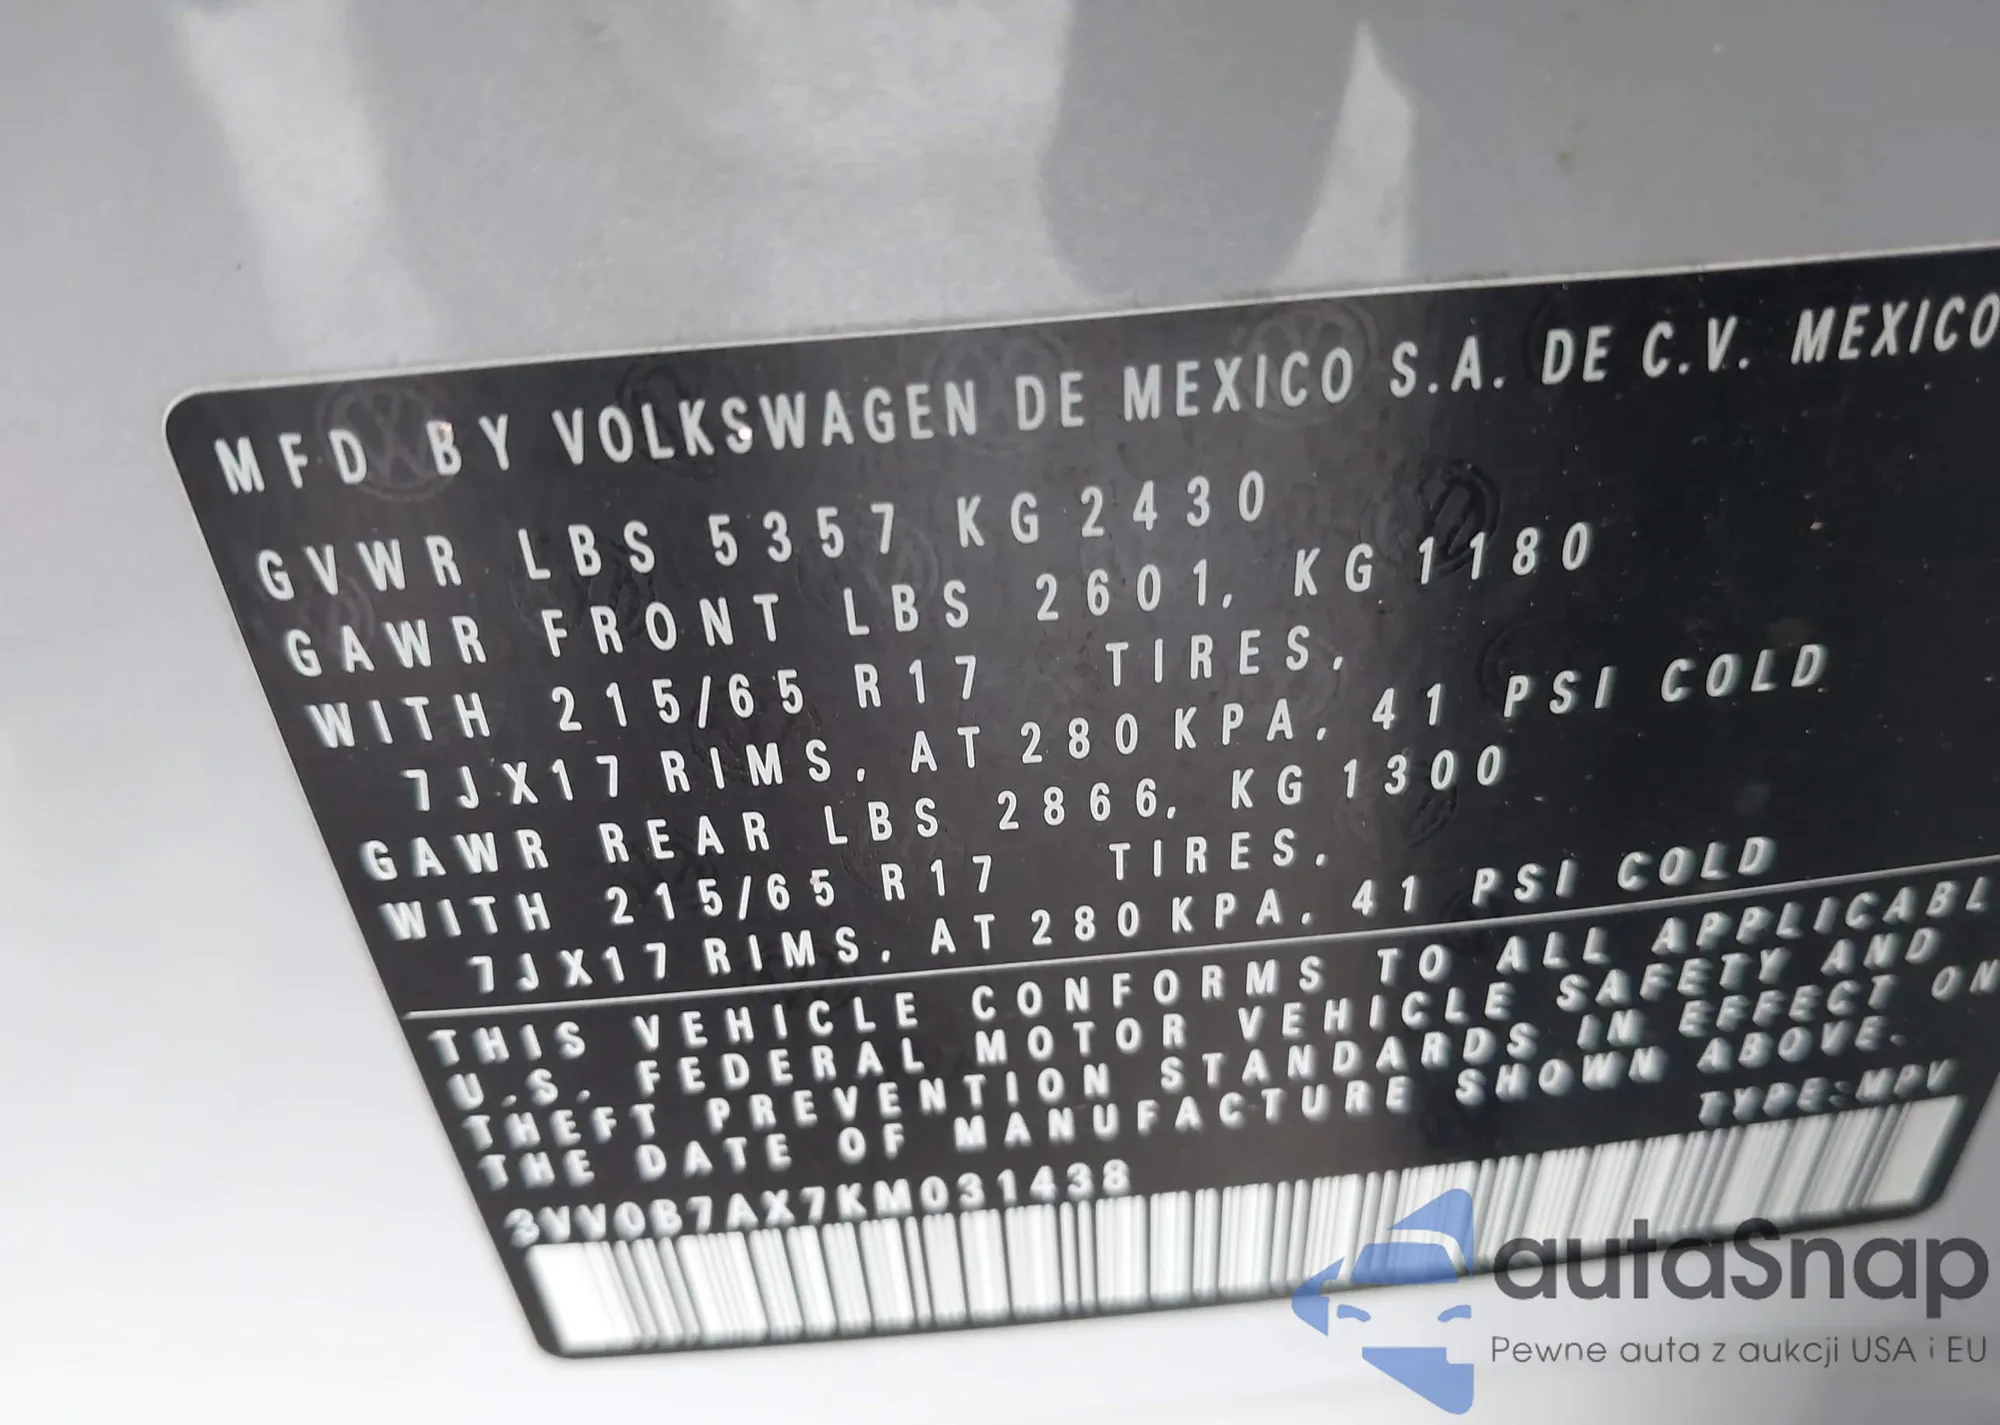 MFD BY VOLKSWAGEN DE MEXICO S.A. DE C.V. MEXICO
GVWR LBS 5357 KG 2430
GAWR FRONT LBS 2601, KG 1180
WITH 215/65 R17 TIRES,
7JX17 RIMS, AT 280 KPA, 41 PSI COLD
GAWR REAR LBS 2866, KG 1300
WITH 215/65 R17 TIRES,
7JX17 RIMS, AT 280 KPA, 41 PSI COLD
THIS VEHICLE CONFORMS TO ALL APPLICABL
U.S. FEDERAL MOTOR VEHICLE SAFETY AND
THEFT PREVENTION STANDARDS IN EFFECT ON
THE DATE OF MANUFACTURE SHOWN ABOVE.
TYPE: MPV
3VV0B7AX7KM031438
autaSnap
Pewne auta z aukcji USA i EU